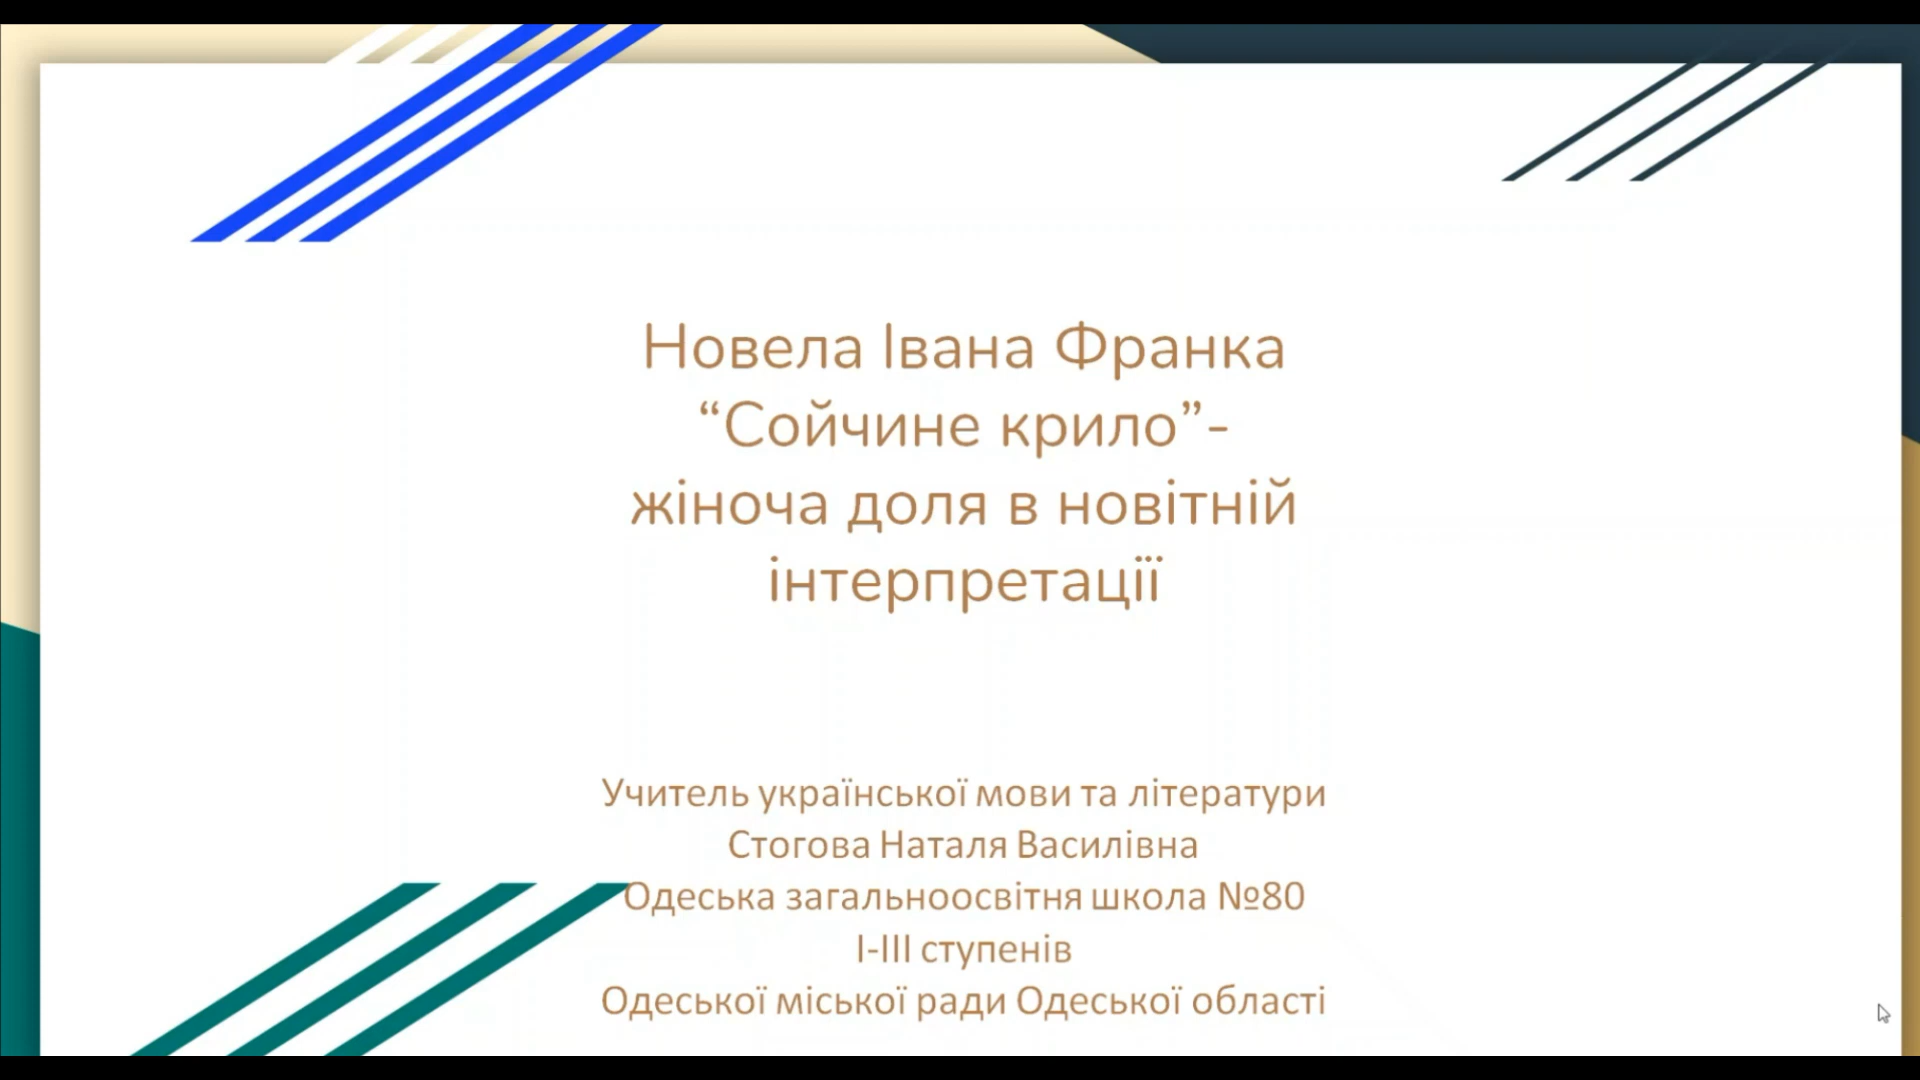 Новела Івана Франка
“Сойчине крило”-
жіноча доля в новітній
інтерпретації
Учитель української мови та літератури
Стогова Наталя Василівна
Одеська загальноосвітня школа №80
І-ІІІ ступенів
Одеської міської ради Одеської області